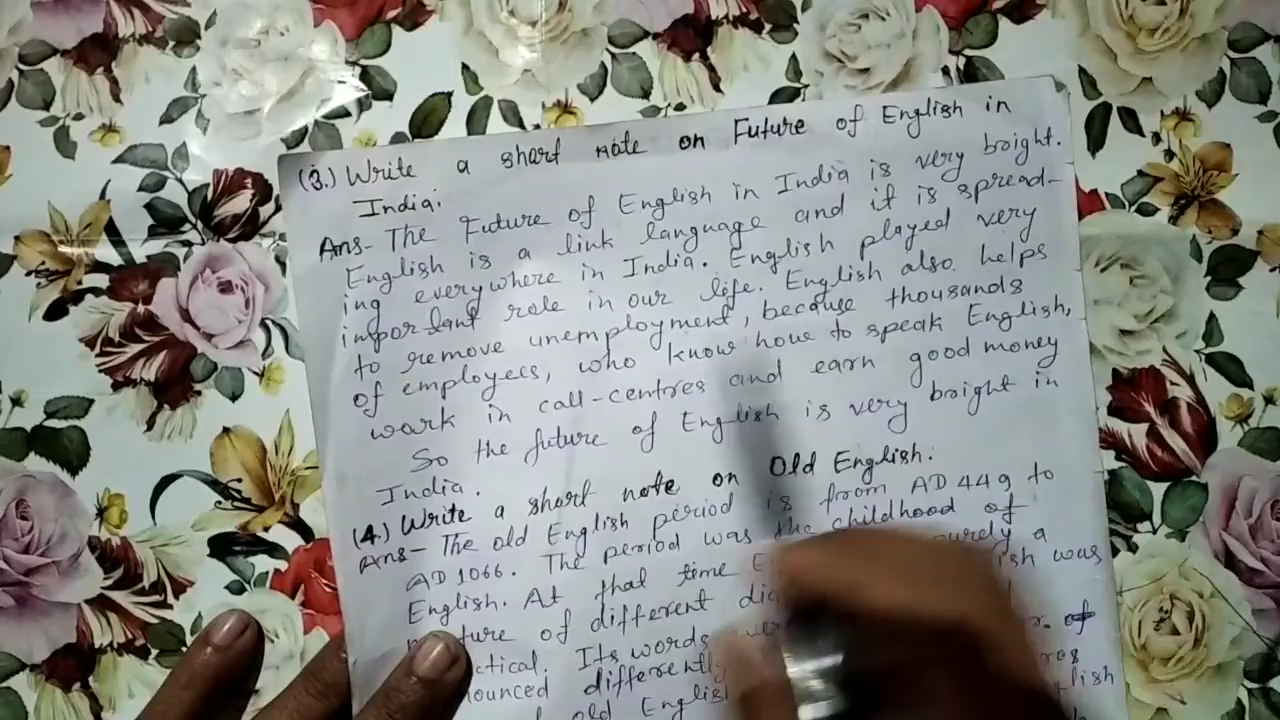 (3.) Write a short note on Future of English in
India.
Ans- The Future of English in India is very bright.
English is a link language and it is spread-
ing everywhere in India. English played very
important role in our life. English also helps
to remove unemployment, because thousands
of employees, who know how to speak English,
work in call-centres and earn good money
So the future of English is very bright in
India.
(4.) Write a short note on Old English.
Ans- The old English period is from AD 449 to
AD 1066. The period was the childhood of
English. At that time purely a
of different was
Its words
differently
old English